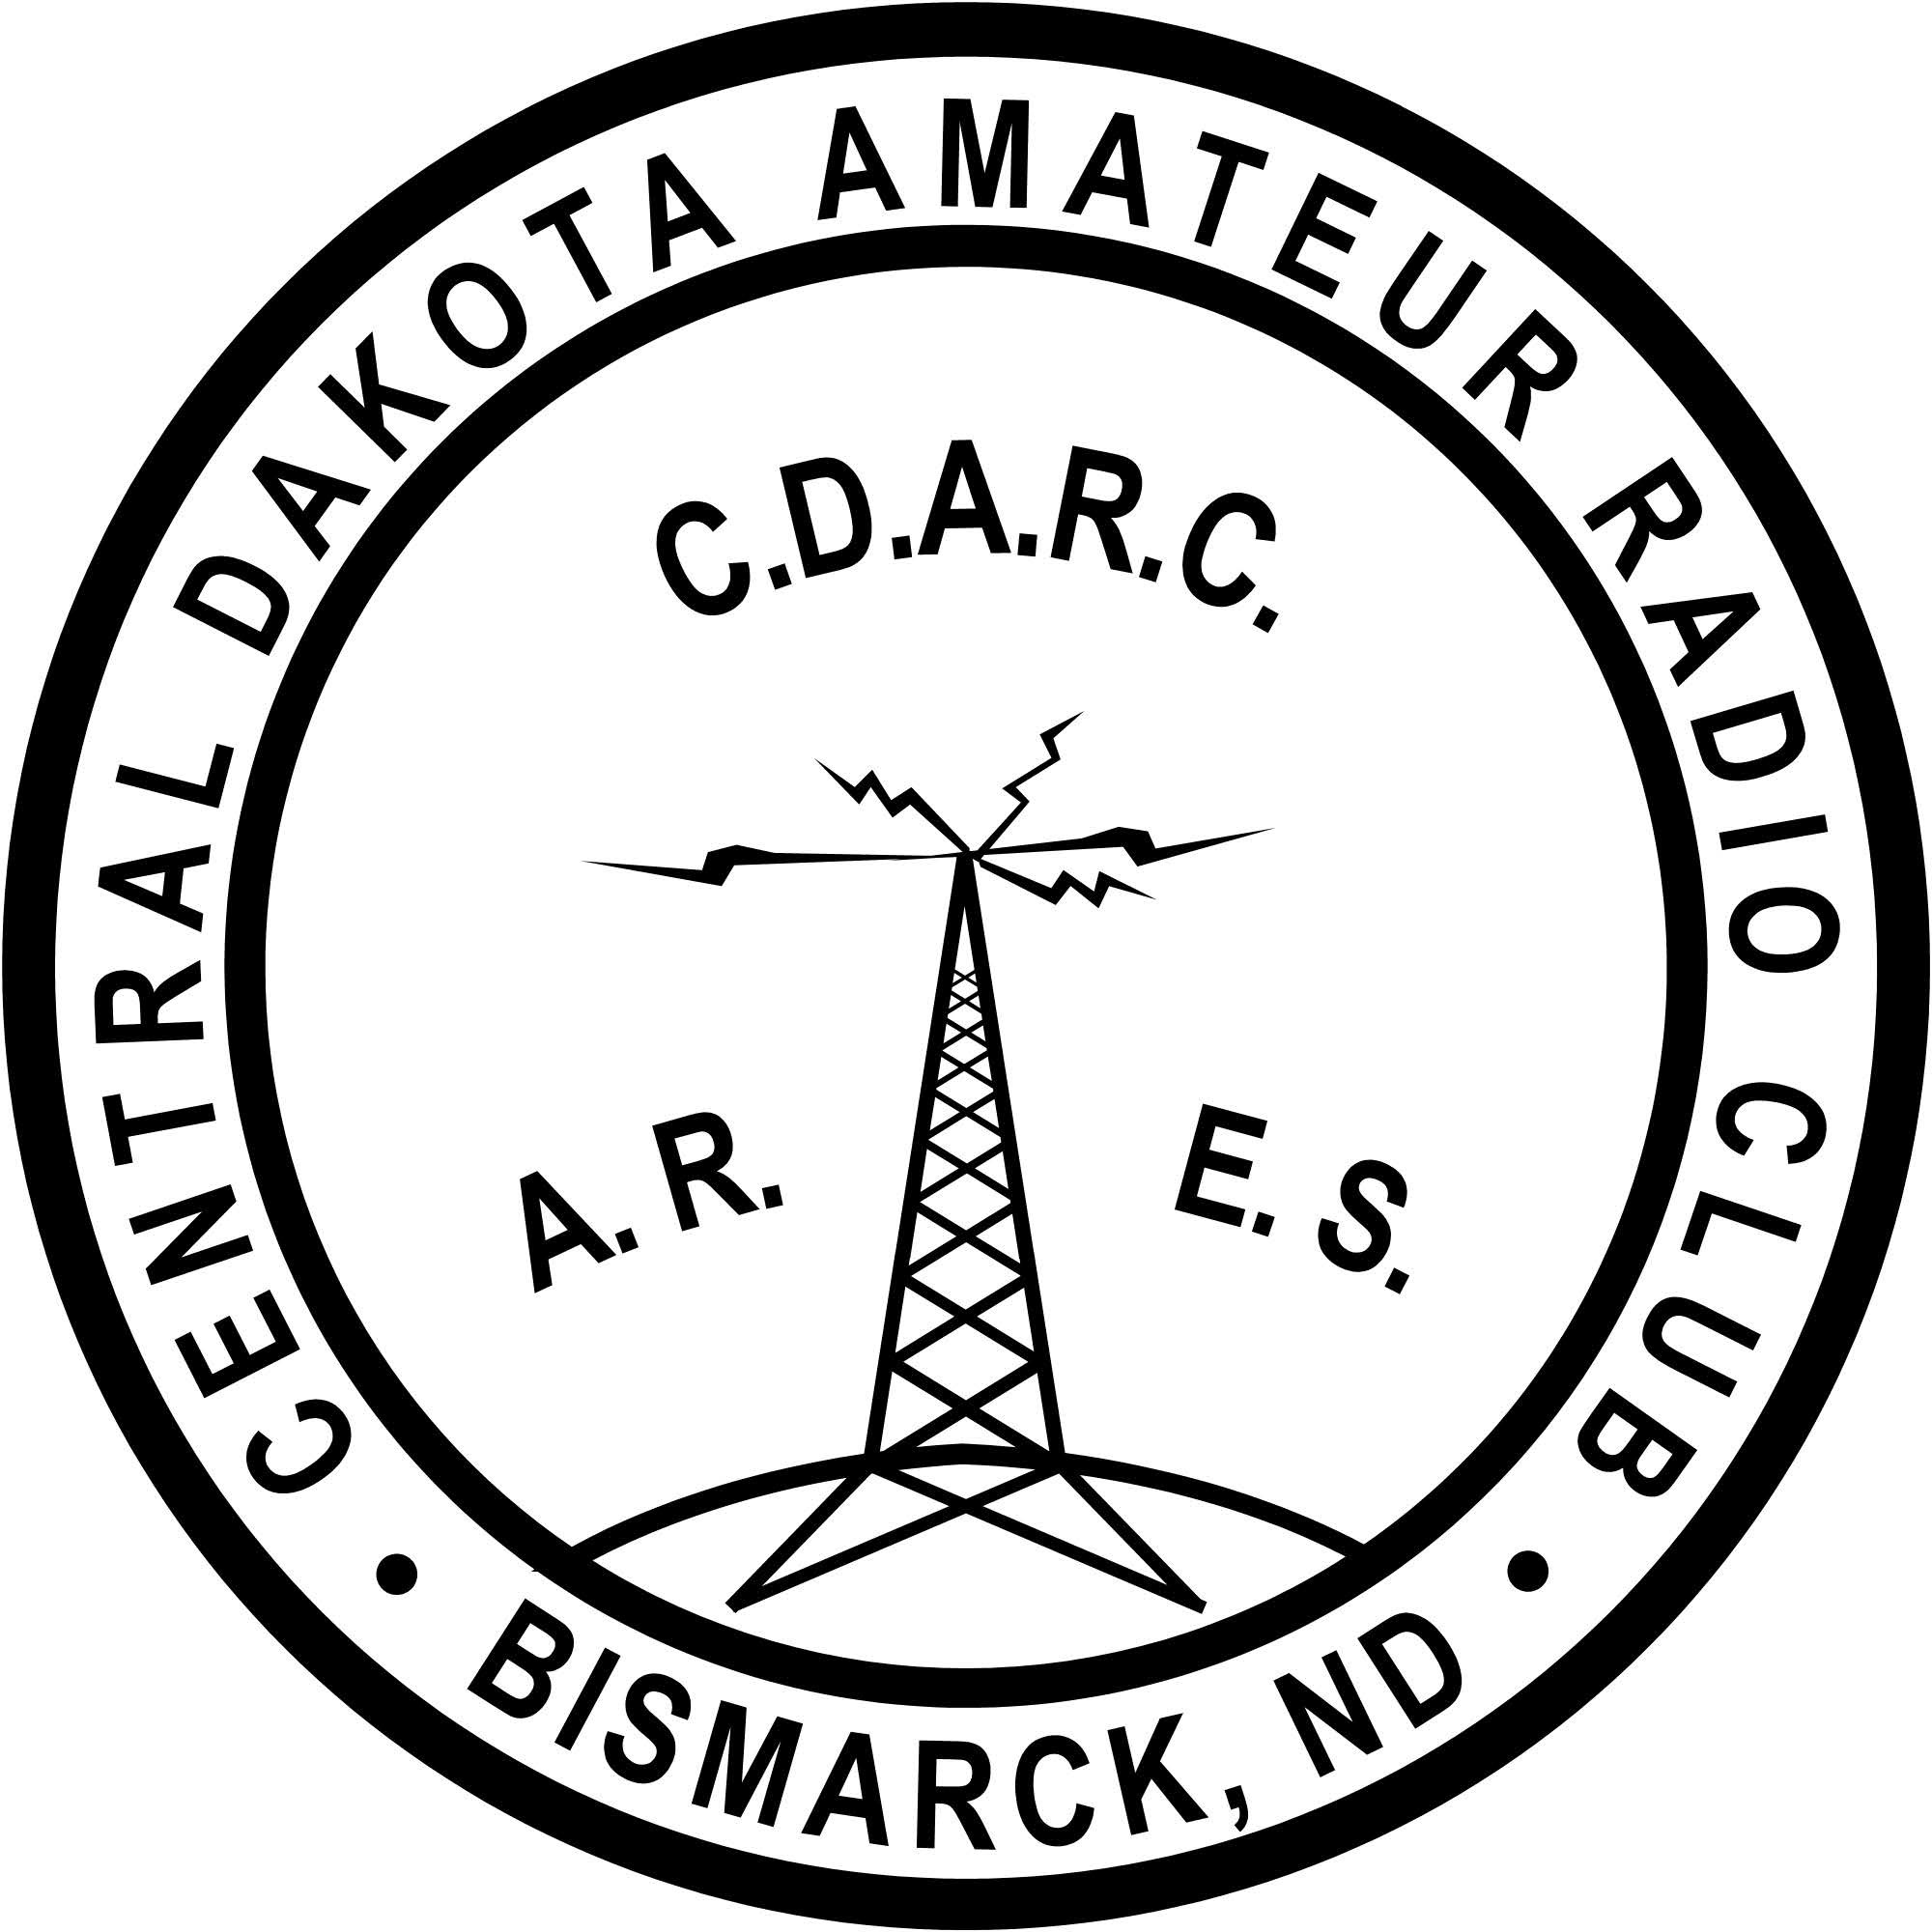 CENTRAL DAKOTA AMATEUR RADIO CLUB
C.D.A.R.C.
A.R. E.S.
• BISMARCK, ND •